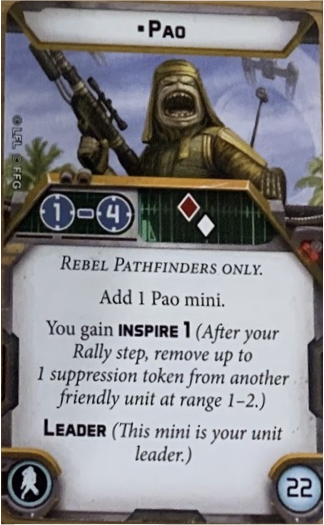 •Pao
© LFL © FFG
1 – 4
Rebel Pathfinders only.
Add 1 Pao mini.
You gain INSPIRE 1 (After your
Rally step, remove up to
1 suppression token from another
friendly unit at range 1–2.)
Leader (This mini is your unit
leader.)
22